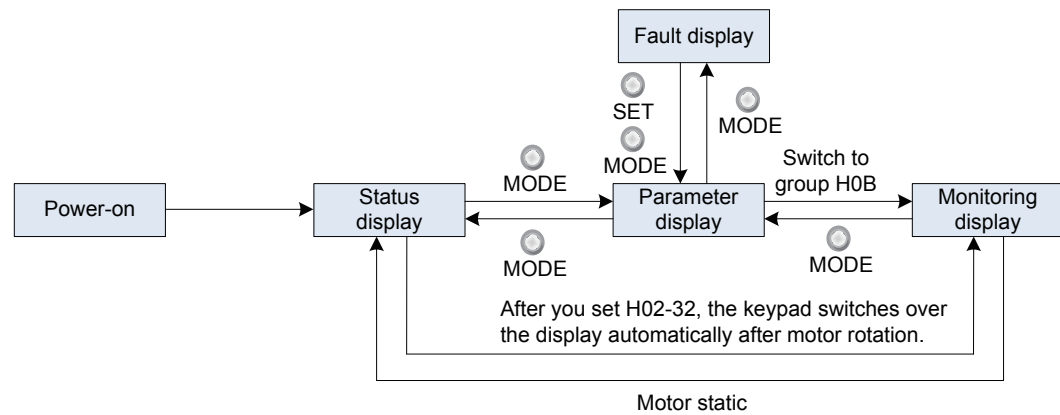 Fault display
SET
MODE
MODE
MODE
Switch to
group H0B
Power-on
Status
display
Parameter
display
Monitoring
display
MODE
MODE
After you set H02-32, the keypad switches over
the display automatically after motor rotation.
Motor static